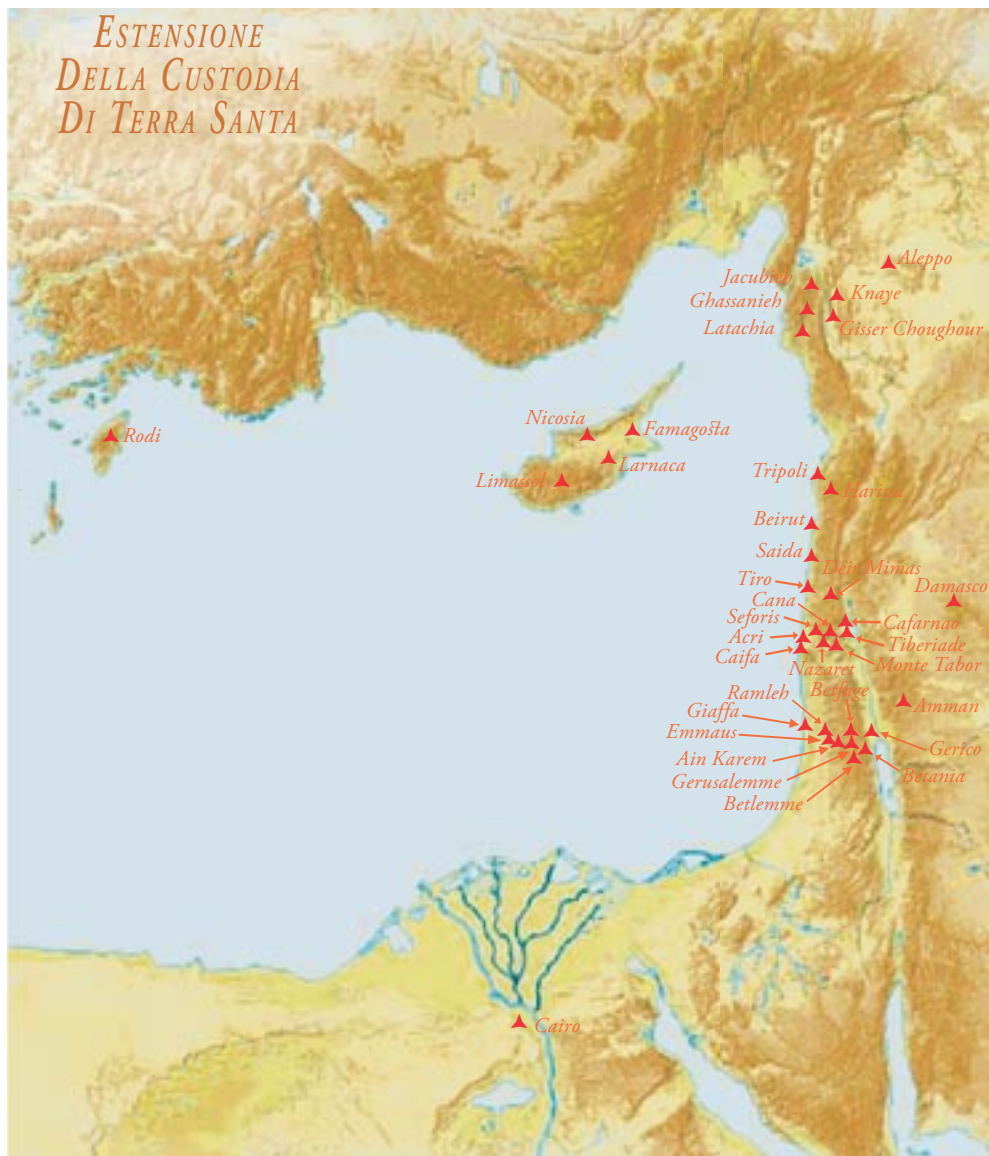 ESTENSIONE
DELLA CUSTODIA
DI TERRA SANTA
Aleppo
Jacubieh
Knaye
Ghassanieh
Latachia
Gisser Choughour
Rodi
Nicosia
Famagosta
Larnaca
Limassol
Tripoli
Harissa
Beirut
Saida
Deir Mimas
Tiro
Damasco
Cana
Seforis
Cafarnao
Acri
Tiberiade
Caifa
Nazaret
Monte Tabor
Ramleh
Betfage
Amman
Giaffa
Emmaus
Gerico
Ain Karem
Betania
Gerusalemme
Betlemme
Cairo